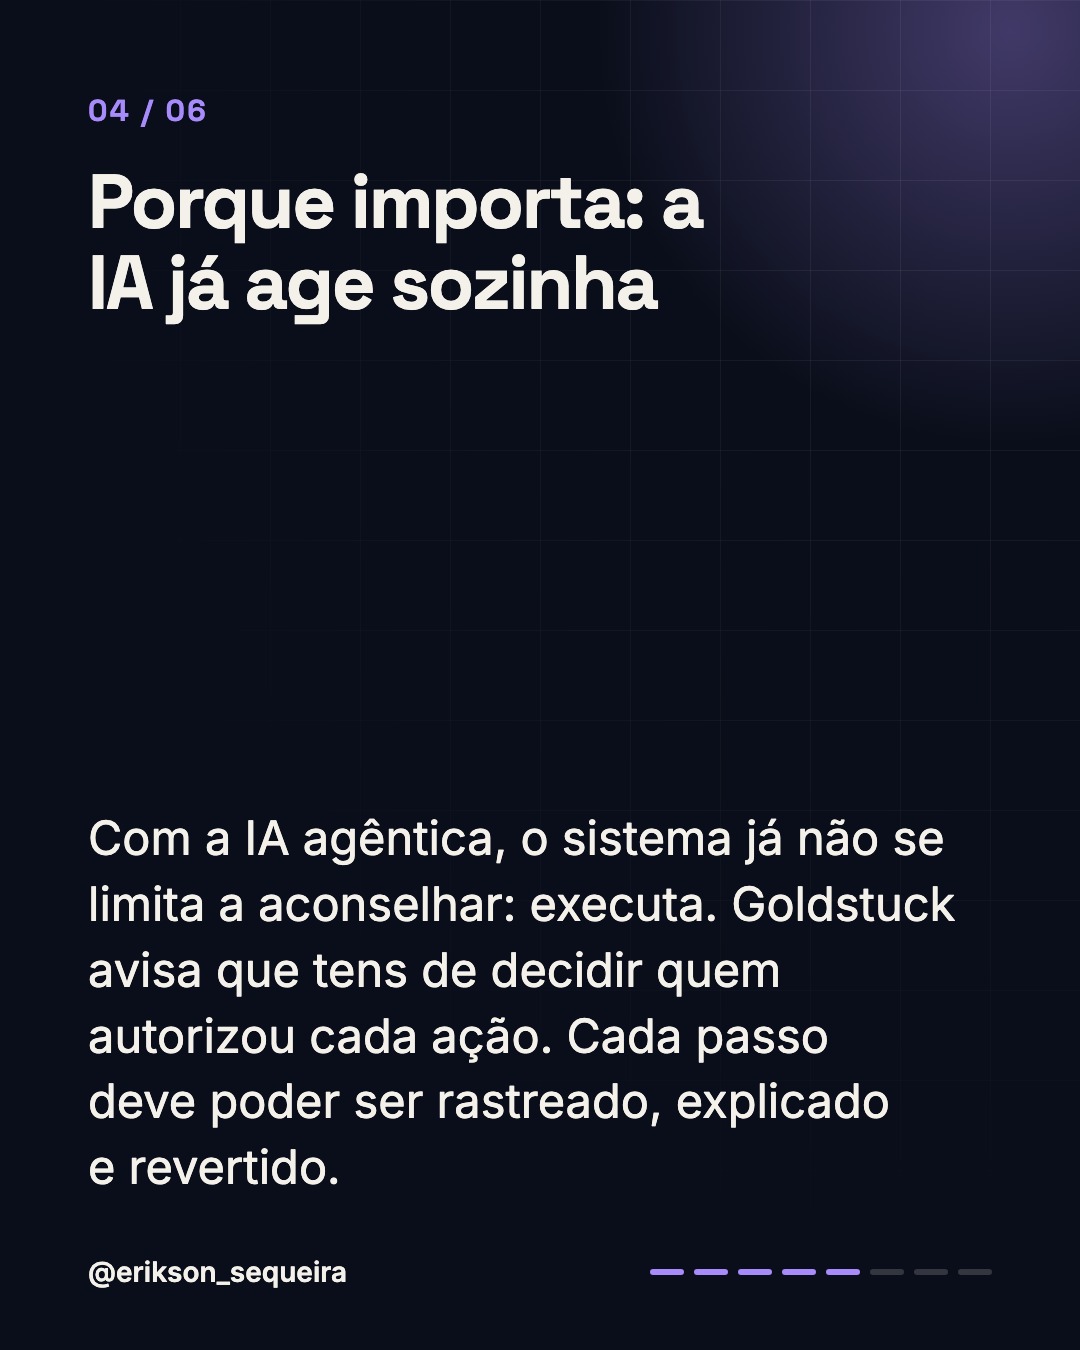 04 / 06
Porque importa: a
IA já age sozinha
Com a IA agêntica, o sistema já não se
limita a aconselhar: executa. Goldstuck
avisa que tens de decidir quem
autorizou cada ação. Cada passo
deve poder ser rastreado, explicado
e revertido.
@erikson_sequeira